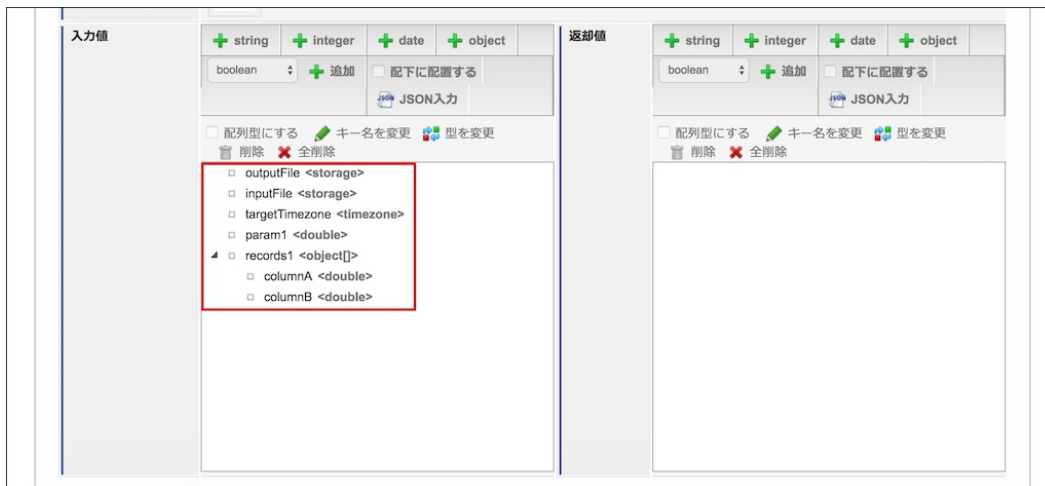 入力値
string integer date object
boolean 追加 配下に配置する
JSON JSON入力
配列型にする キー名を変更 型を変更
削除 全削除
outputFile <storage>
inputFile <storage>
targetTimezone <timezone>
param1 <double>
records1 <object[]>
columnA <double>
columnB <double>
返却値
string integer date object
boolean 追加 配下に配置する
JSON JSON入力
配列型にする キー名を変更 型を変更
削除 全削除